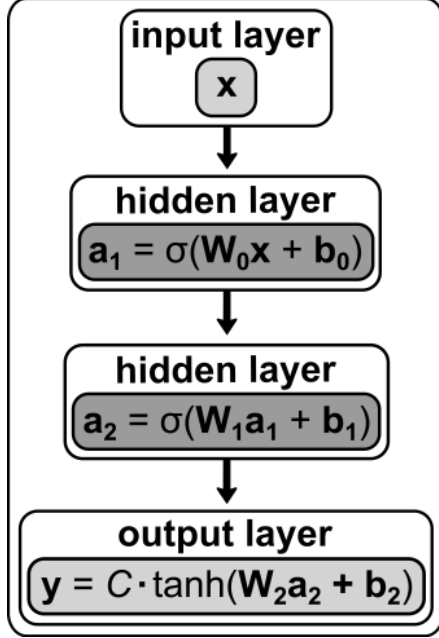 input layer
x
hidden layer
a₁ = σ(W₀x + b₀)
hidden layer
a₂ = σ(W₁a₁ + b₁)
output layer
y = C·tanh(W₂a₂ + b₂)